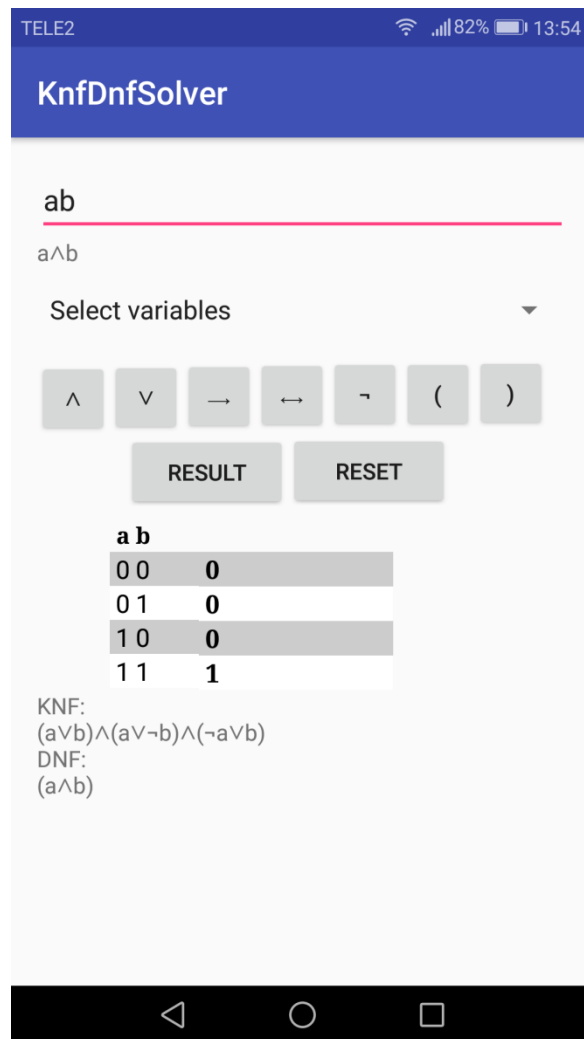 TELE2 82% 13:54
KnfDnfSolver
ab
a∧b
Select variables
∧ ∨ → ↔ ¬ ( )
RESULT RESET
a b
0 0 0
0 1 0
1 0 0
1 1 1
KNF:
(a∨b)∧(a∨¬b)∧(¬a∨b)
DNF:
(a∧b)